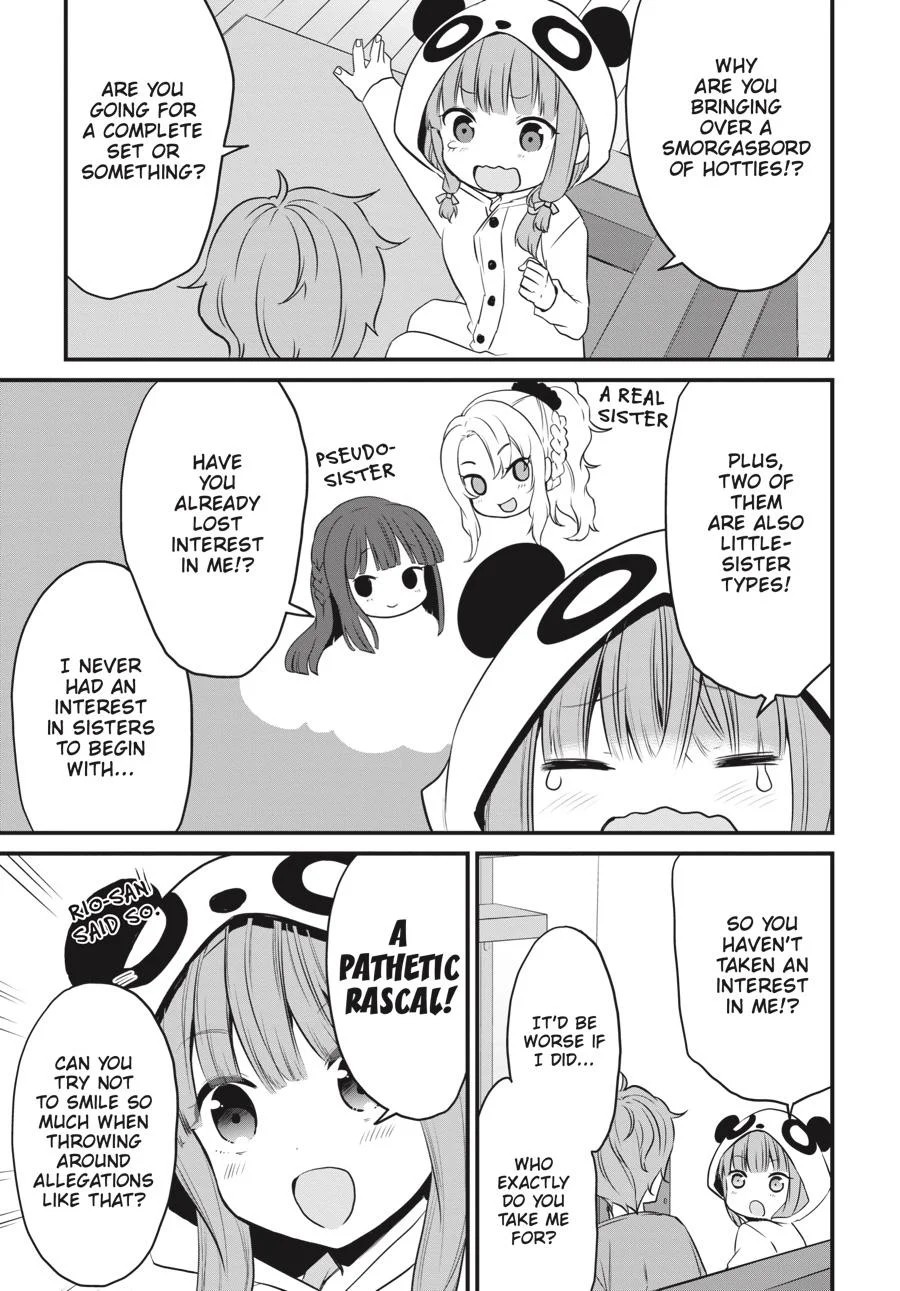 WHY
ARE YOU
BRINGING
OVER A
SMORGASBORD
OF HOTTIES!?
ARE YOU
GOING FOR
A COMPLETE
SET OR
SOMETHING?
PLUS,
TWO OF
THEM
ARE ALSO
LITTLE-
SISTER
TYPES!
A REAL
SISTER
PSEUDO-
SISTER
HAVE
YOU
ALREADY
LOST
INTEREST
IN ME!?
I NEVER
HAD AN
INTEREST
IN SISTERS
TO BEGIN
WITH...
SO YOU
HAVEN'T
TAKEN AN
INTEREST
IN ME!?
IT'D BE
WORSE IF
I DID...
WHO
EXACTLY
DO YOU
TAKE ME
FOR?
A
PATHETIC
RASCAL!
RIO-SAN
SAID SO.
CAN YOU
TRY NOT
TO SMILE SO
MUCH WHEN
THROWING
AROUND
ALLEGATIONS
LIKE THAT?